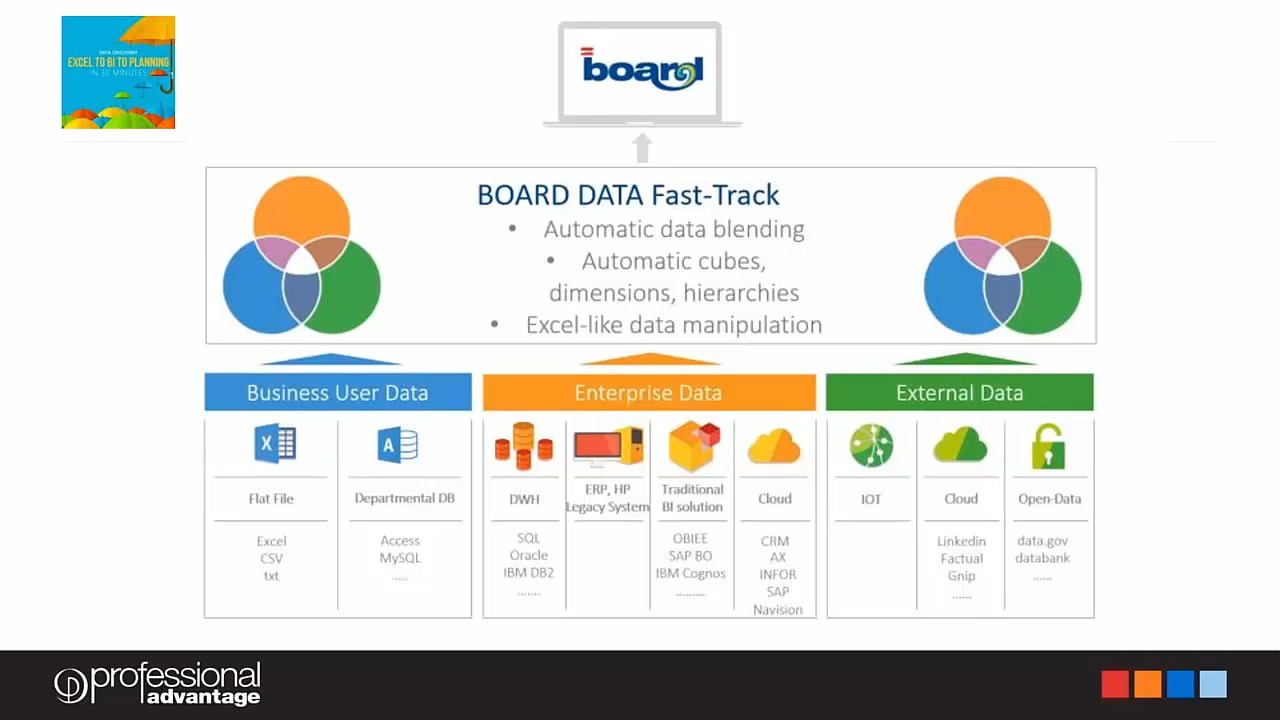 DATA DISCOVERY
EXCEL TO BI TO PLANNING
IN 30 MINUTES
board
BOARD DATA Fast-Track
• Automatic data blending
• Automatic cubes,
dimensions, hierarchies
• Excel-like data manipulation
Business User Data
Enterprise Data
External Data
X
A
Flat File
Departmental DB
DWH
ERP, HP
Legacy System
Traditional
BI solution
Cloud
IOT
Cloud
Open-Data
Excel
CSV
txt
Access
MySQL
.....
SQL
Oracle
IBM DB2
.......
OBIEE
SAP BO
IBM Cognos
.........
CRM
AX
INFOR
SAP
Navision
Linkedin
Factual
Gnip
......
data.gov
databank
......
professional
advantage